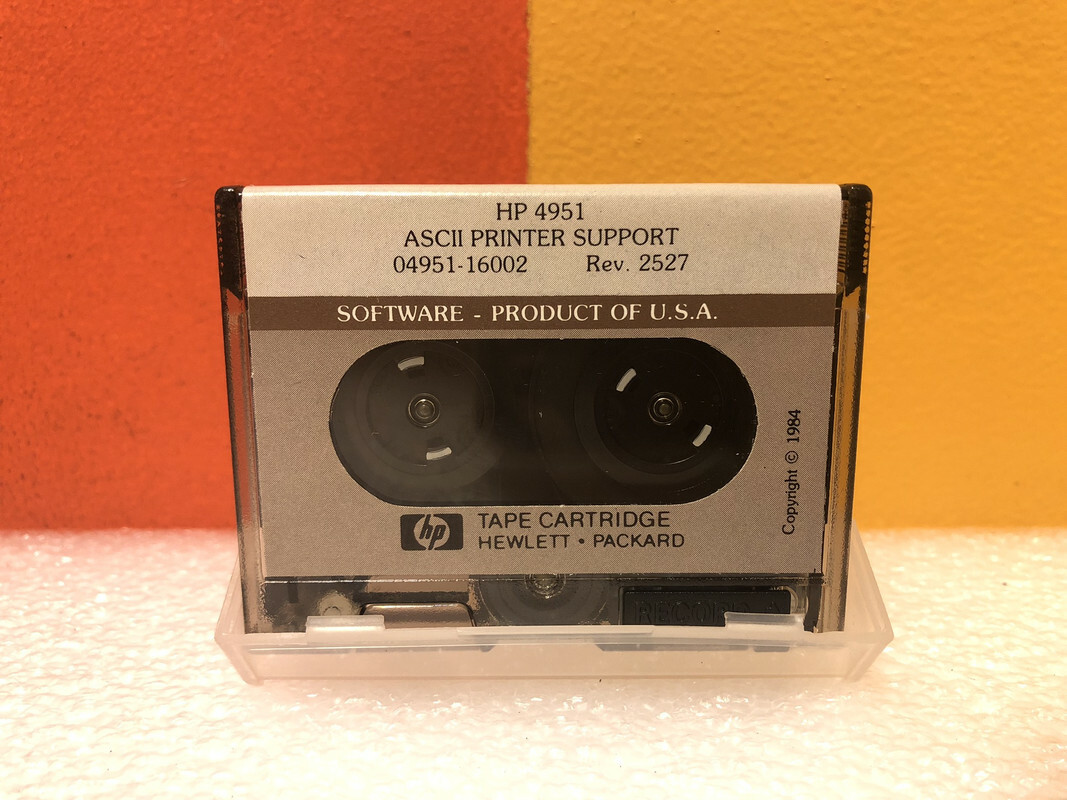 HP 4951
ASCII PRINTER SUPPORT
04951-16002 Rev. 2527
SOFTWARE - PRODUCT OF U.S.A.
Copyright © 1984
hp
TAPE CARTRIDGE
HEWLETT • PACKARD
RECORD